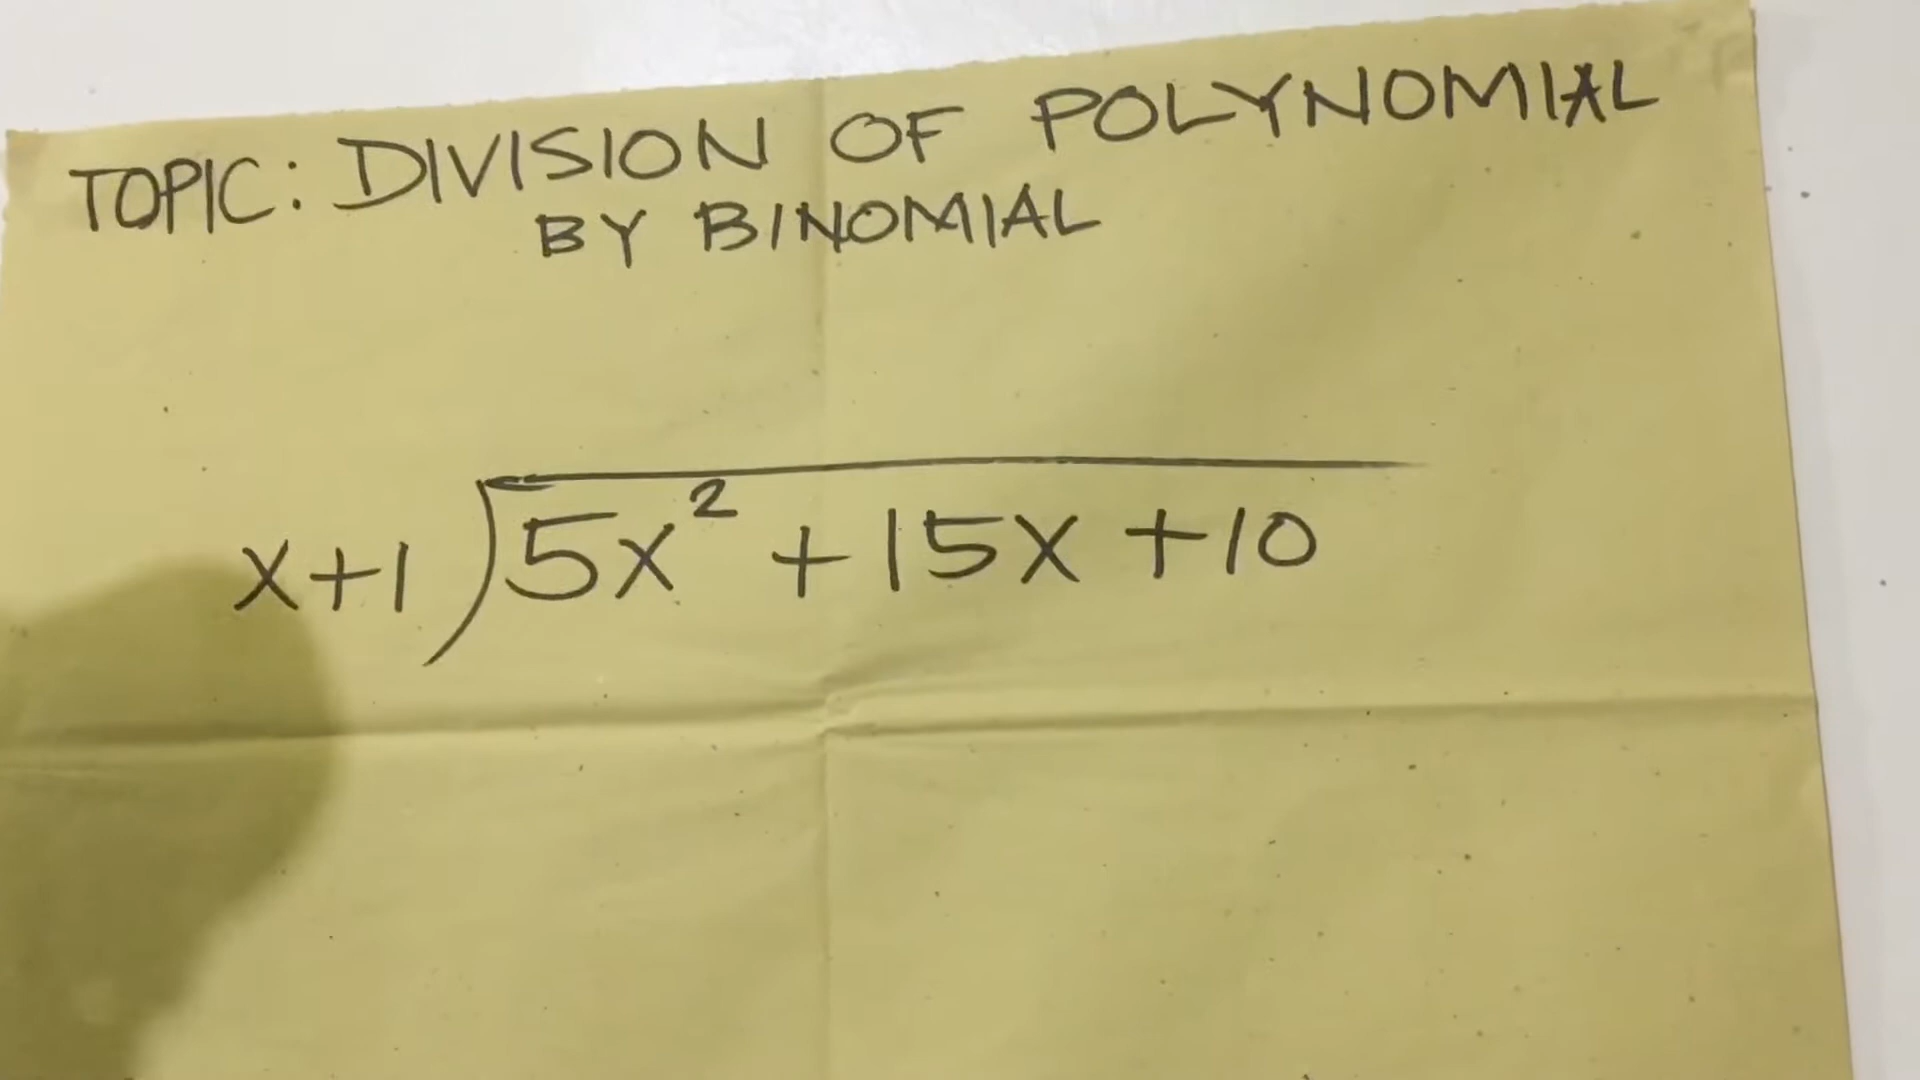 TOPIC: DIVISION OF POLYNOMIAL
BY BINOMIAL
x+1 ) 5x² + 15x + 10